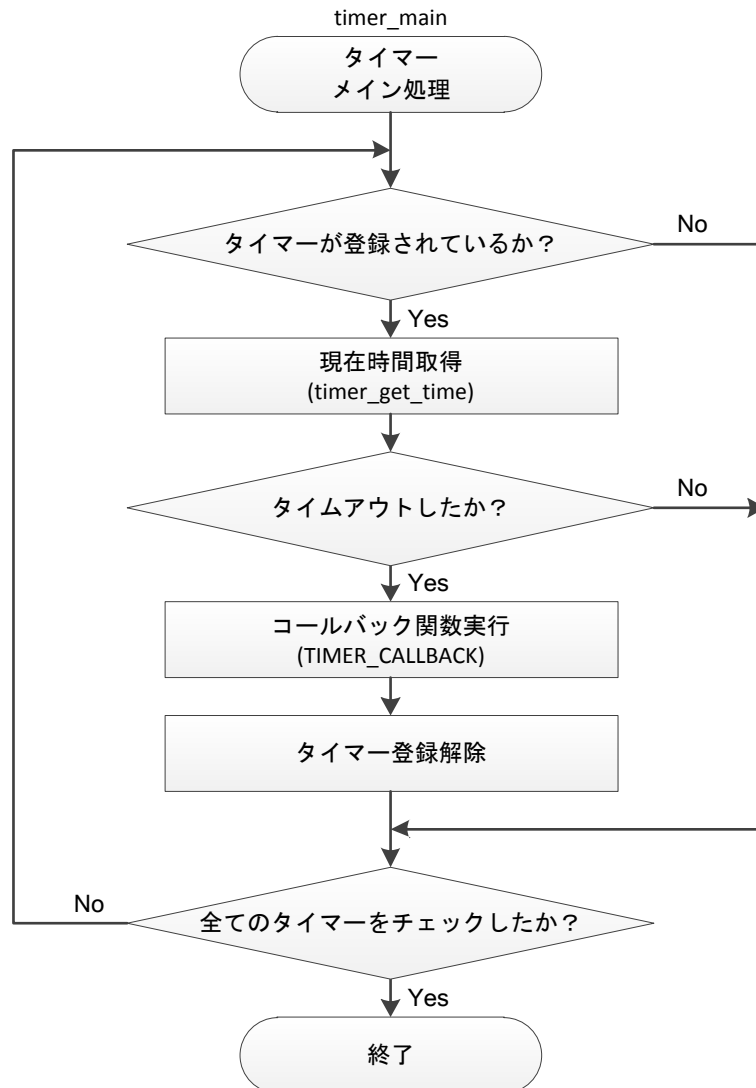 timer_main
タイマー
メイン処理
タイマーが登録されているか？
No
Yes
現在時間取得
(timer_get_time)
タイムアウトしたか？
No
Yes
コールバック関数実行
(TIMER_CALLBACK)
タイマー登録解除
No
全てのタイマーをチェックしたか？
Yes
終了